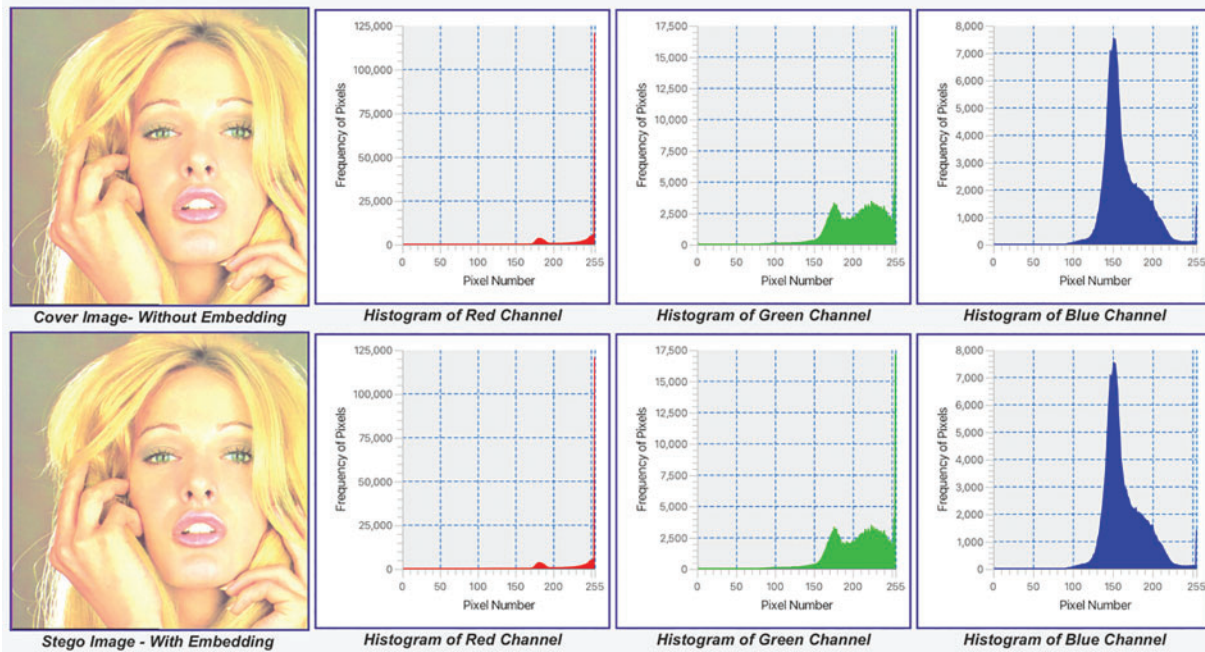 125,000
100,000
75,000
50,000
25,000
0
Frequency of Pixels
0 50 100 150 200 255
Pixel Number
17,500
15,000
12,500
10,000
7,500
5,000
2,500
0
Frequency of Pixels
0 50 100 150 200 255
Pixel Number
8,000
7,000
6,000
5,000
4,000
3,000
2,000
1,000
0
Frequency of Pixels
0 50 100 150 200 255
Pixel Number
Cover Image- Without Embedding
Histogram of Red Channel
Histogram of Green Channel
Histogram of Blue Channel
125,000
100,000
75,000
50,000
25,000
0
Frequency of Pixels
0 50 100 150 200 255
Pixel Number
17,500
15,000
12,500
10,000
7,500
5,000
2,500
0
Frequency of Pixels
0 50 100 150 200 255
Pixel Number
8,000
7,000
6,000
5,000
4,000
3,000
2,000
1,000
0
Frequency of Pixels
0 50 100 150 200 255
Pixel Number
Stego Image - With Embedding
Histogram of Red Channel
Histogram of Green Channel
Histogram of Blue Channel